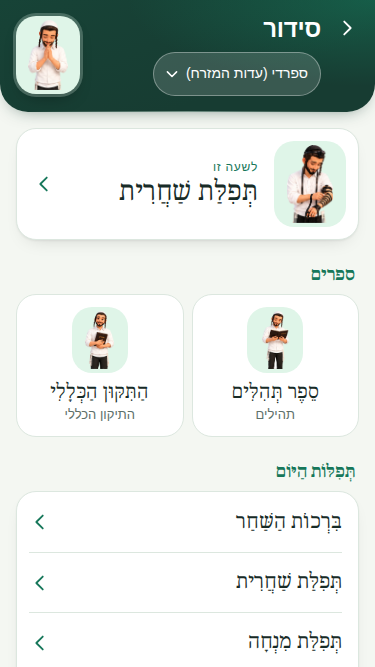 סידור
ספרדי (עדות המזרח)
לשעה זו
תְּפִלַּת שַׁחֲרִית
ספרים
סֵפֶר תְּהִלִּים
תהילים
הַתִּקּוּן הַכְּלָלִי
התיקון הכללי
תְּפִלּוֹת הַיּוֹם
בִּרְכוֹת הַשַּׁחַר
תְּפִלַּת שַׁחֲרִית
תְּפִלַּת מִנְחָה